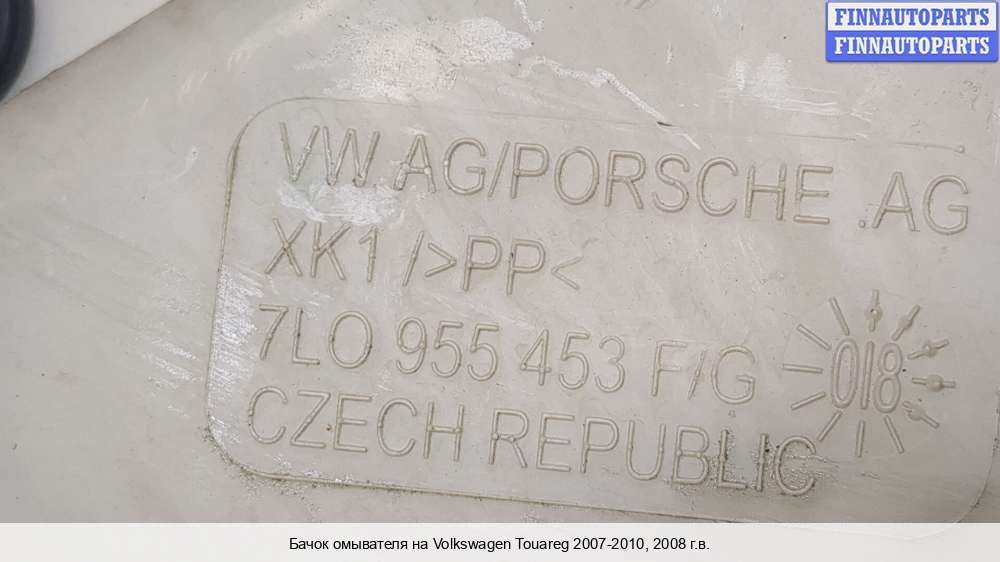 FINNAUTOPARTS
FINNAUTOPARTS
VW AG/PORSCHE .AG
XK1 />PP<
7L0 955 453 F/G
018
CZECH REPUBLIC
Бачок омывателя на Volkswagen Touareg 2007-2010, 2008 г.в.